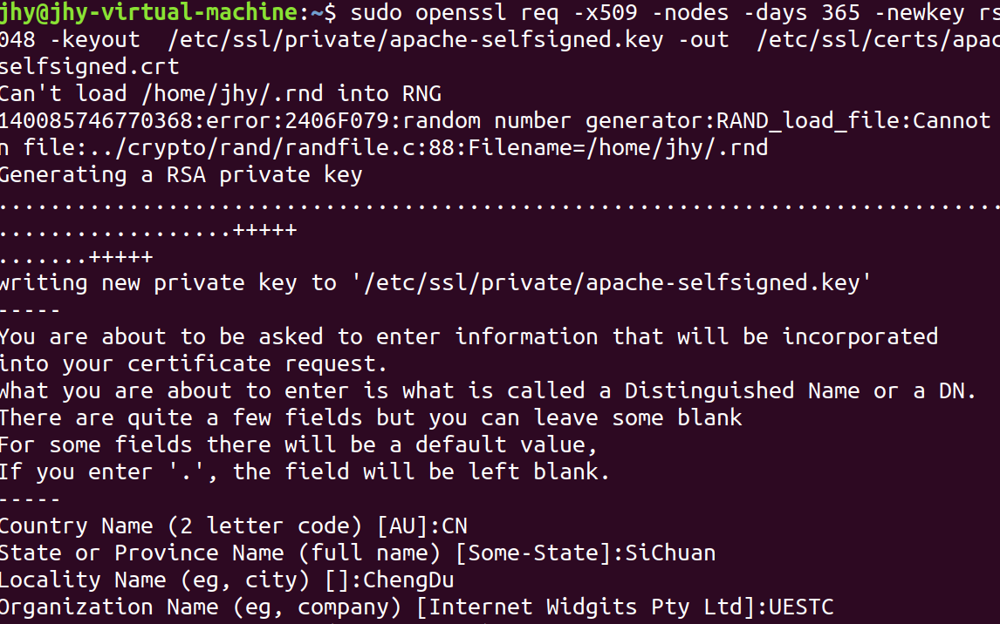 jhy@jhy-virtual-machine:~$ sudo openssl req -x509 -nodes -days 365 -newkey rs
048 -keyout  /etc/ssl/private/apache-selfsigned.key -out  /etc/ssl/certs/apac
selfsigned.crt
Can't load /home/jhy/.rnd into RNG
140085746770368:error:2406F079:random number generator:RAND_load_file:Cannot
n file:../crypto/rand/randfile.c:88:Filename=/home/jhy/.rnd
Generating a RSA private key
.............................................................................
..................+++++
.......+++++
writing new private key to '/etc/ssl/private/apache-selfsigned.key'
-----
You are about to be asked to enter information that will be incorporated
into your certificate request.
What you are about to enter is what is called a Distinguished Name or a DN.
There are quite a few fields but you can leave some blank
For some fields there will be a default value,
If you enter '.', the field will be left blank.
-----
Country Name (2 letter code) [AU]:CN
State or Province Name (full name) [Some-State]:SiChuan
Locality Name (eg, city) []:ChengDu
Organization Name (eg, company) [Internet Widgits Pty Ltd]:UESTC